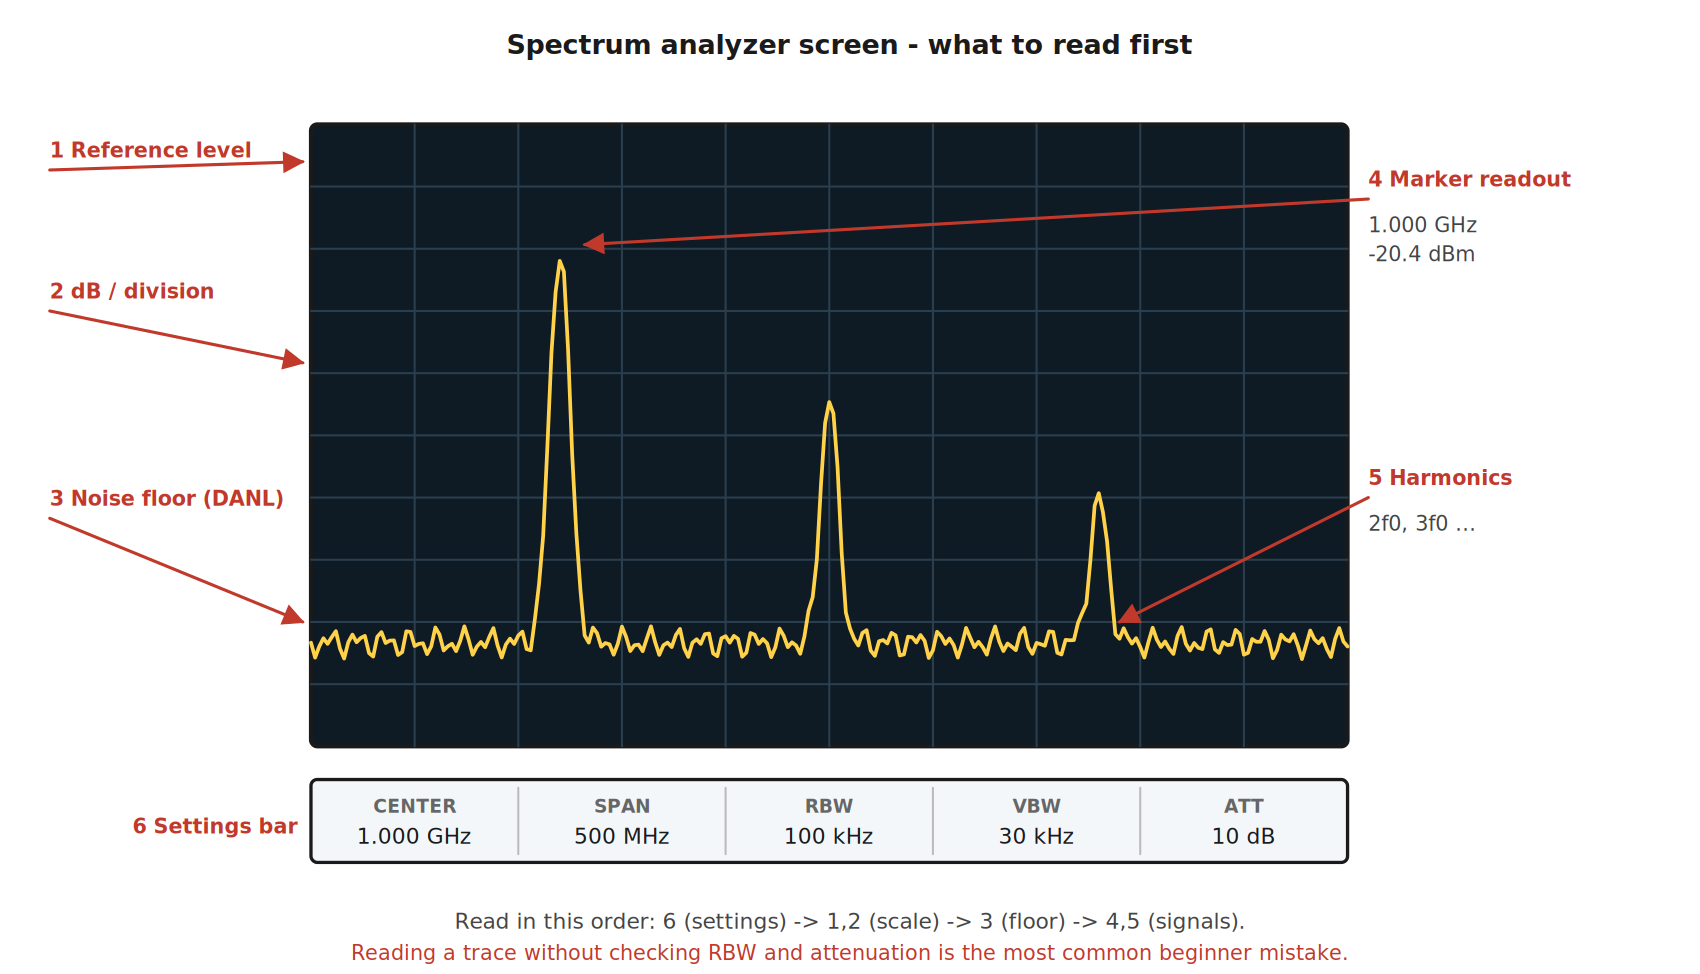 Spectrum analyzer screen - what to read first
1 Reference level
2 dB / division
3 Noise floor (DANL)
4 Marker readout
1.000 GHz
-20.4 dBm
5 Harmonics
2f0, 3f0 ...
6 Settings bar
CENTER
1.000 GHz
SPAN
500 MHz
RBW
100 kHz
VBW
30 kHz
ATT
10 dB
Read in this order: 6 (settings) -> 1,2 (scale) -> 3 (floor) -> 4,5 (signals).
Reading a trace without checking RBW and attenuation is the most common beginner mistake.